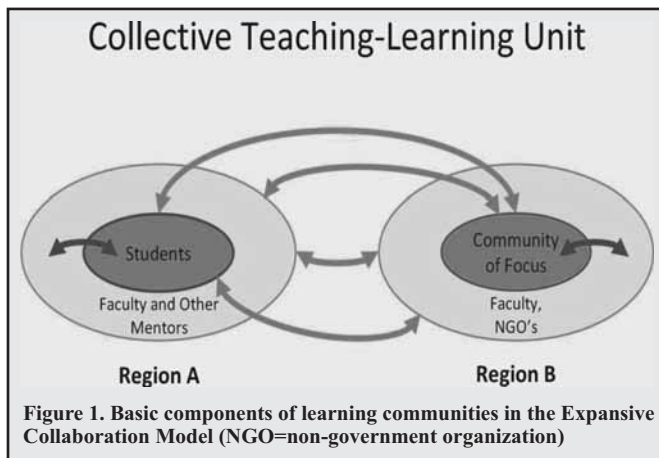 Collective Teaching-Learning Unit
Students
Faculty and Other
Mentors
Community
of Focus
Faculty,
NGO's
Region A
Region B
Figure 1. Basic components of learning communities in the Expansive
Collaboration Model (NGO=non-government organization)